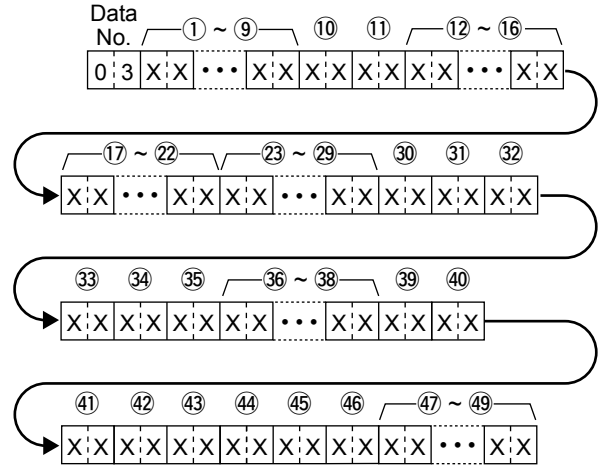 Data
No.
① ~ ⑨ ⑩ ⑪ ⑫ ~ ⑯
0 3 X X ••• X X X X X X X X ••• X X
⑰ ~ ㉒ ㉓ ~ ㉙ ㉚ ㉛ ㉜
X X ••• X X X X ••• X X X X X X X X
㉝ ㉞ ㉟ ㊱ ~ ㊳ ㊴ ㊵
X X X X X X X X ••• X X X X X X
㊶ ㊷ ㊸ ㊹ ㊺ ㊻ ㊼ ~ ㊾
X X X X X X X X X X X X X X ••• X X